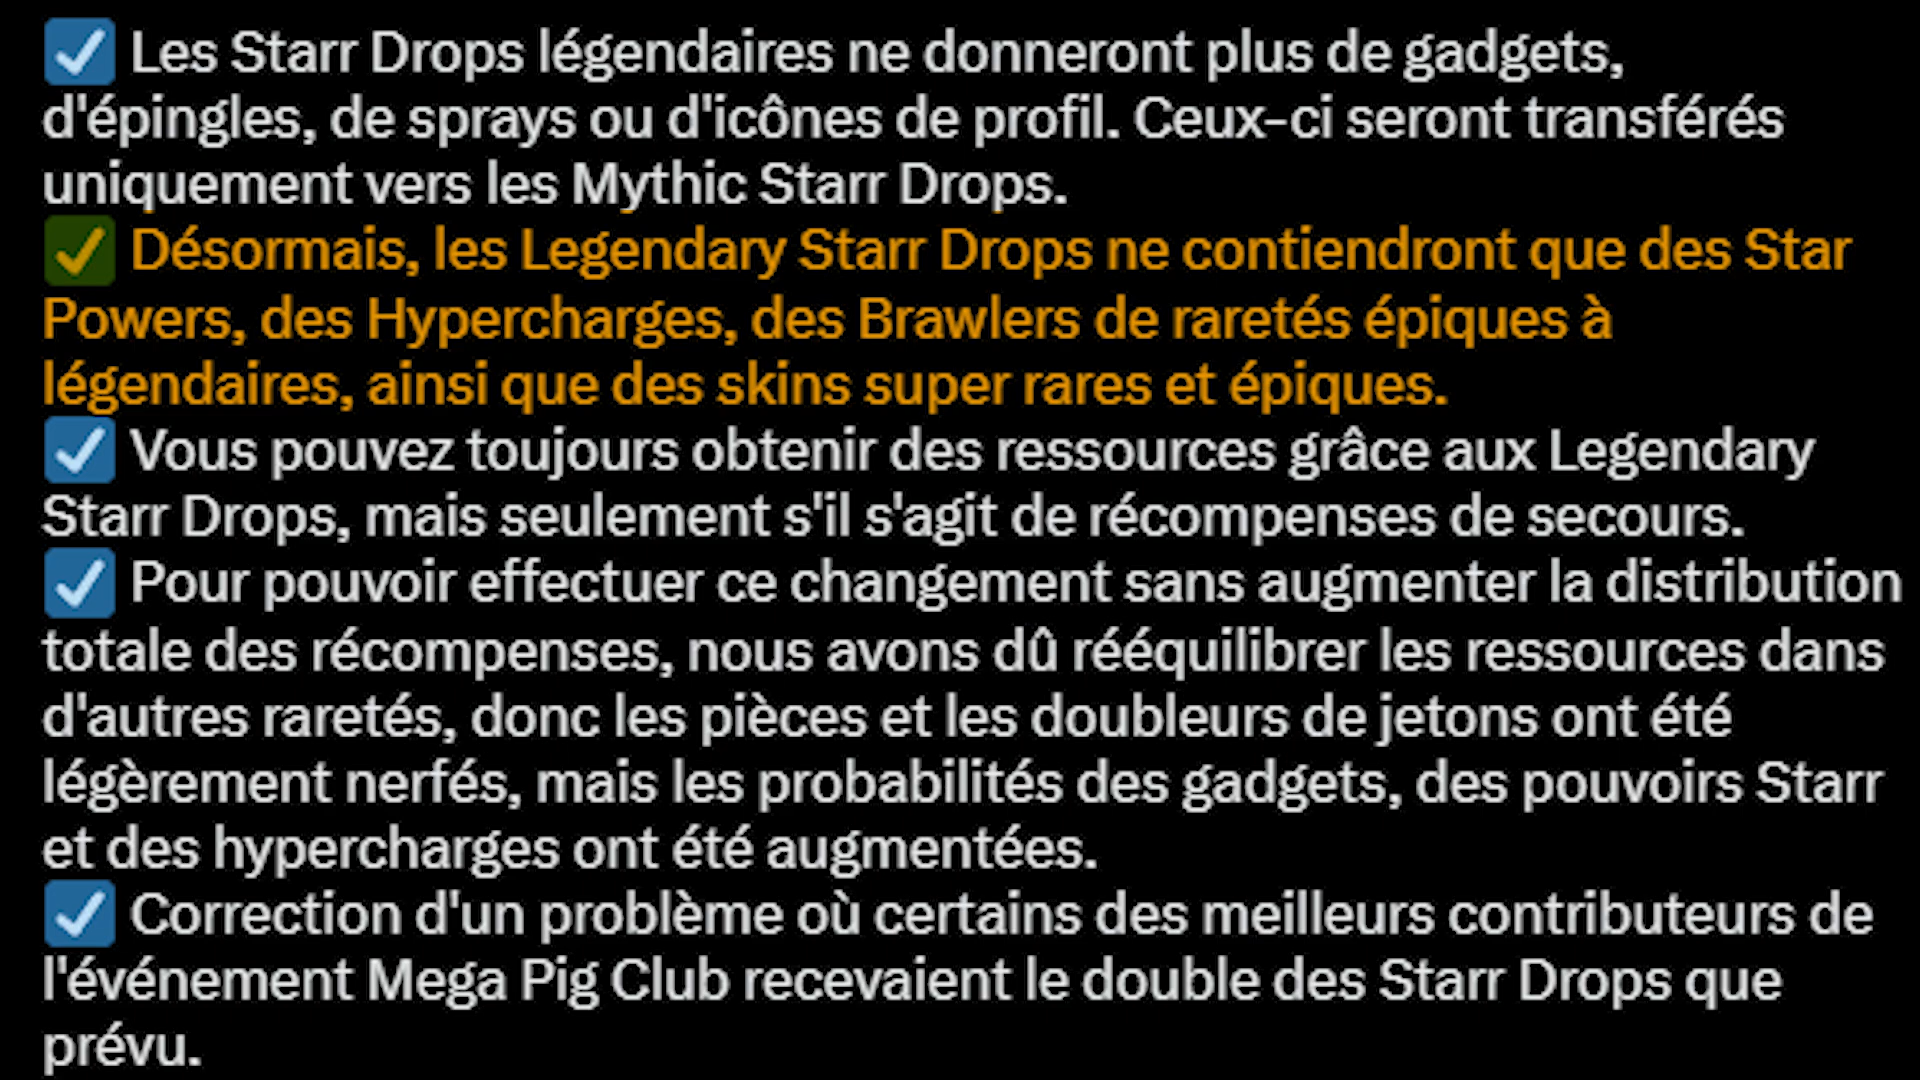 ✅ Les Starr Drops légendaires ne donneront plus de gadgets,
d'épingles, de sprays ou d'icônes de profil. Ceux-ci seront transférés
uniquement vers les Mythic Starr Drops.
✅ Désormais, les Legendary Starr Drops ne contiendront que des Star
Powers, des Hypercharges, des Brawlers de raretés épiques à
légendaires, ainsi que des skins super rares et épiques.
✅ Vous pouvez toujours obtenir des ressources grâce aux Legendary
Starr Drops, mais seulement s'il s'agit de récompenses de secours.
✅ Pour pouvoir effectuer ce changement sans augmenter la distribution
totale des récompenses, nous avons dû rééquilibrer les ressources dans
d'autres raretés, donc les pièces et les doubleurs de jetons ont été
légèrement nerfés, mais les probabilités des gadgets, des pouvoirs Starr
et des hypercharges ont été augmentées.
✅ Correction d'un problème où certains des meilleurs contributeurs de
l'événement Mega Pig Club recevaient le double des Starr Drops que
prévu.